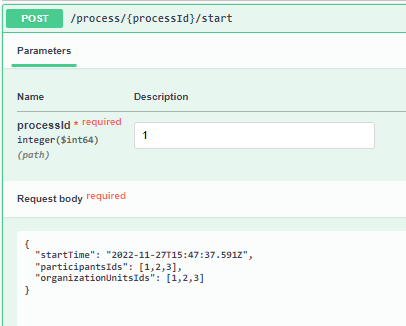 POST /process/{processId}/start
Parameters
Name Description
processId * required
integer($int64)
(path)
1
Request body required
{
  "startTime": "2022-11-27T15:47:37.591Z",
  "participantsIds": [1,2,3],
  "organizationUnitsIds": [1,2,3]
}